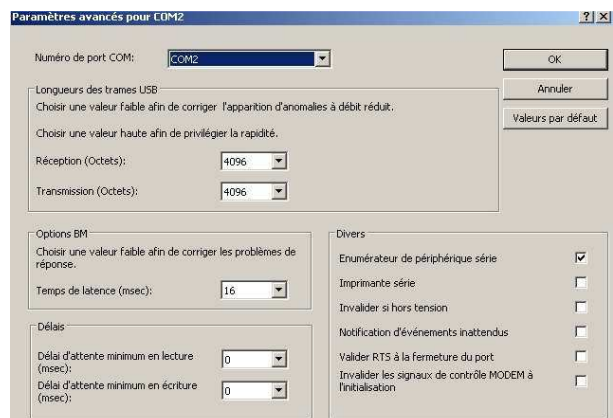 Paramètres avancés pour COM2
Numéro de port COM: COM2
OK
Annuler
Valeurs par défaut
Longueurs des trames USB
Choisir une valeur faible afin de corriger l'apparition d'anomalies à débit réduit.
Choisir une valeur haute afin de privilégier la rapidité.
Réception (Octets): 4096
Transmission (Octets): 4096
Options BM
Choisir une valeur faible afin de corriger les problèmes de
réponse.
Temps de latence (msec): 16
Délais
Délai d'attente minimum en lecture
(msec): 0
Délai d'attente minimum en écriture
(msec): 0
Divers
Enumérateur de périphérique série
Imprimante série
Invalider si hors tension
Notification d'événements inattendus
Valider RTS à la fermeture du port
Invalider les signaux de contrôle MODEM à
l'initialisation